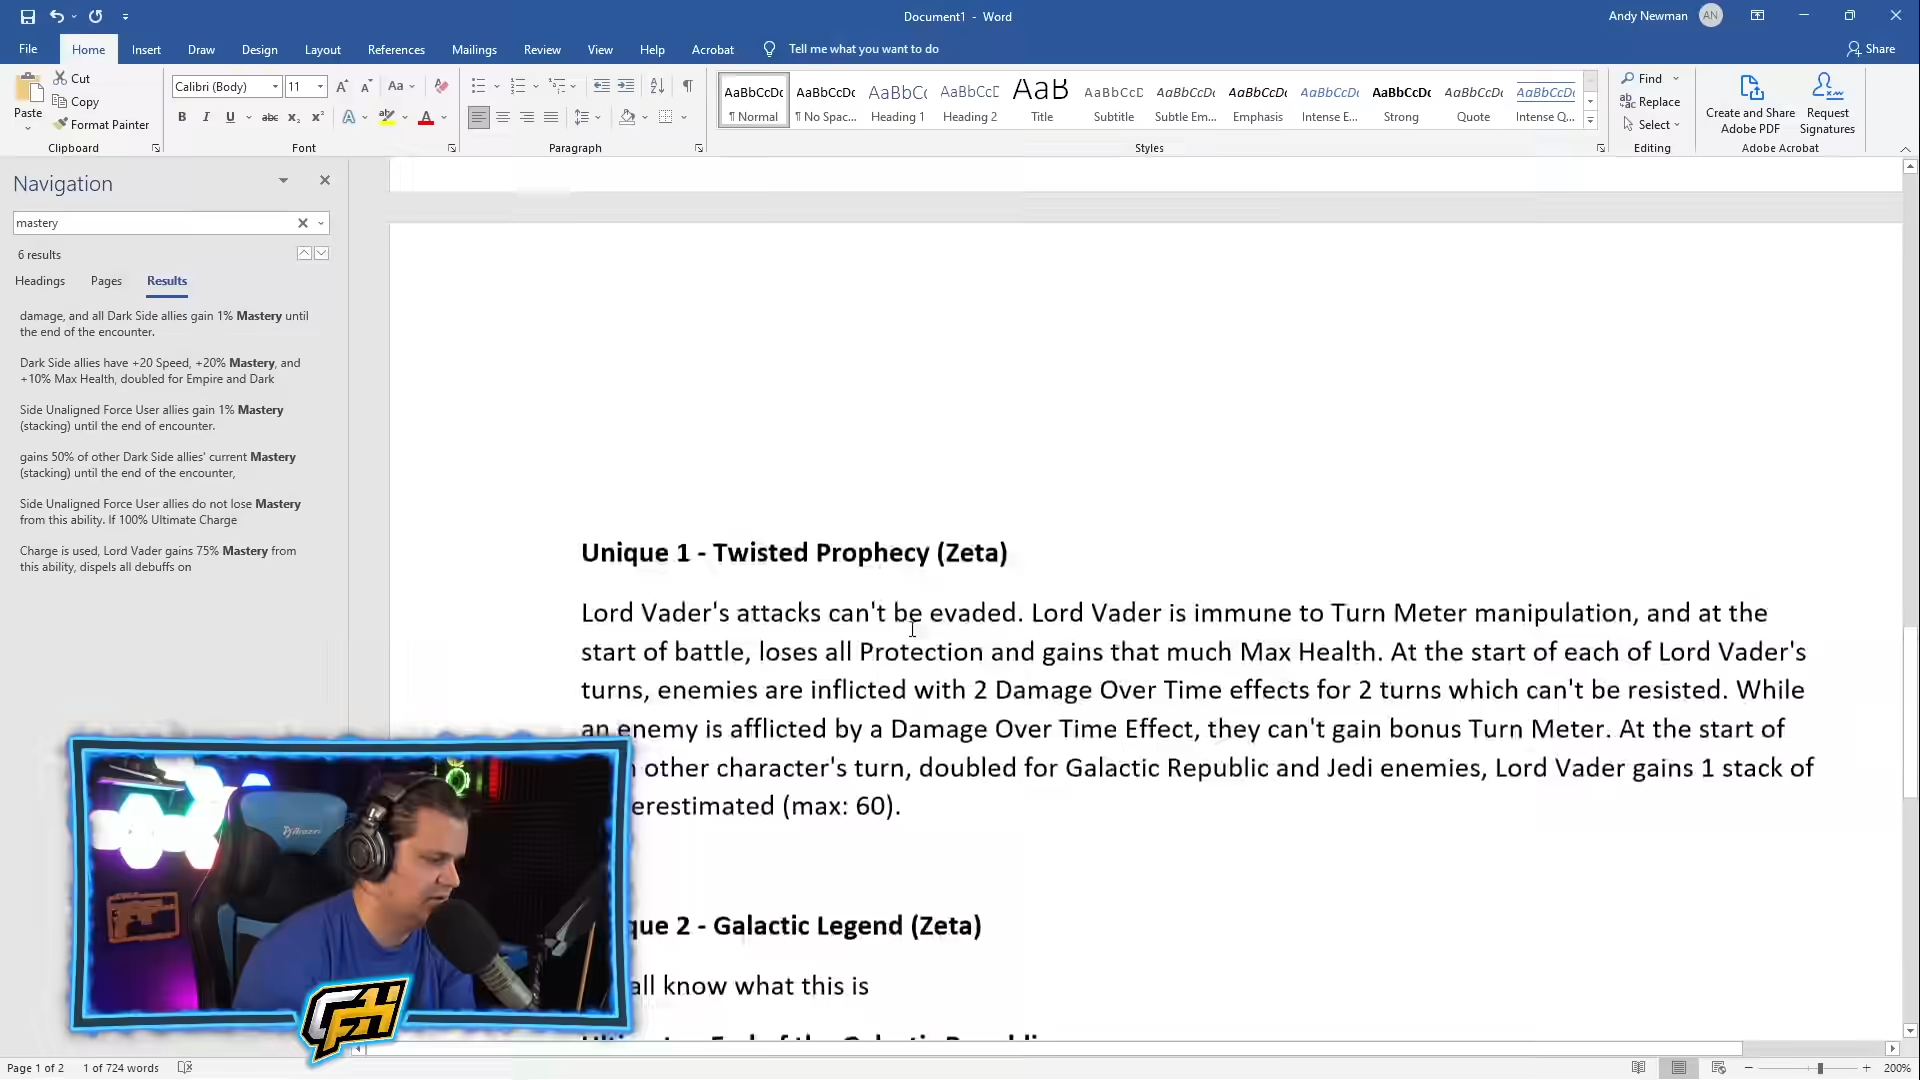 Document1 - Word
Andy Newman
AN
File
Home
Insert
Draw
Design
Layout
References
Mailings
Review
View
Help
Acrobat
Tell me what you want to do
Share
Paste
Cut
Copy
Format Painter
Clipboard
Calibri (Body)
11
Font
Paragraph
AaBbCcDc
¶ Normal
AaBbCcDc
¶ No Spac...
AaBbCc
Heading 1
AaBbCcD
Heading 2
AaB
Title
AaBbCcD
Subtitle
AaBbCcDc
Subtle Em...
AaBbCcDc
Emphasis
AaBbCcDc
Intense E...
AaBbCcDc
Strong
AaBbCcDc
Quote
AaBbCcDc
Intense Q...
Styles
Find
Replace
Select
Editing
Create and Share
Adobe PDF
Request
Signatures
Adobe Acrobat
Navigation
mastery
6 results
Headings
Pages
Results
damage, and all Dark Side allies gain 1% Mastery until
the end of the encounter.
Dark Side allies have +20 Speed, +20% Mastery, and
+10% Max Health, doubled for Empire and Dark
Side Unaligned Force User allies gain 1% Mastery
(stacking) until the end of encounter.
gains 50% of other Dark Side allies' current Mastery
(stacking) until the end of the encounter,
Side Unaligned Force User allies do not lose Mastery
from this ability. If 100% Ultimate Charge
Charge is used, Lord Vader gains 75% Mastery from
this ability, dispels all debuffs on
Unique 1 - Twisted Prophecy (Zeta)
Lord Vader's attacks can't be evaded. Lord Vader is immune to Turn Meter manipulation, and at the
start of battle, loses all Protection and gains that much Max Health. At the start of each of Lord Vader's
turns, enemies are inflicted with 2 Damage Over Time effects for 2 turns which can't be resisted. While
an enemy is afflicted by a Damage Over Time Effect, they can't gain bonus Turn Meter. At the start of
other character's turn, doubled for Galactic Republic and Jedi enemies, Lord Vader gains 1 stack of
erestimated (max: 60).
que 2 - Galactic Legend (Zeta)
all know what this is
Page 1 of 2
1 of 724 words
200%